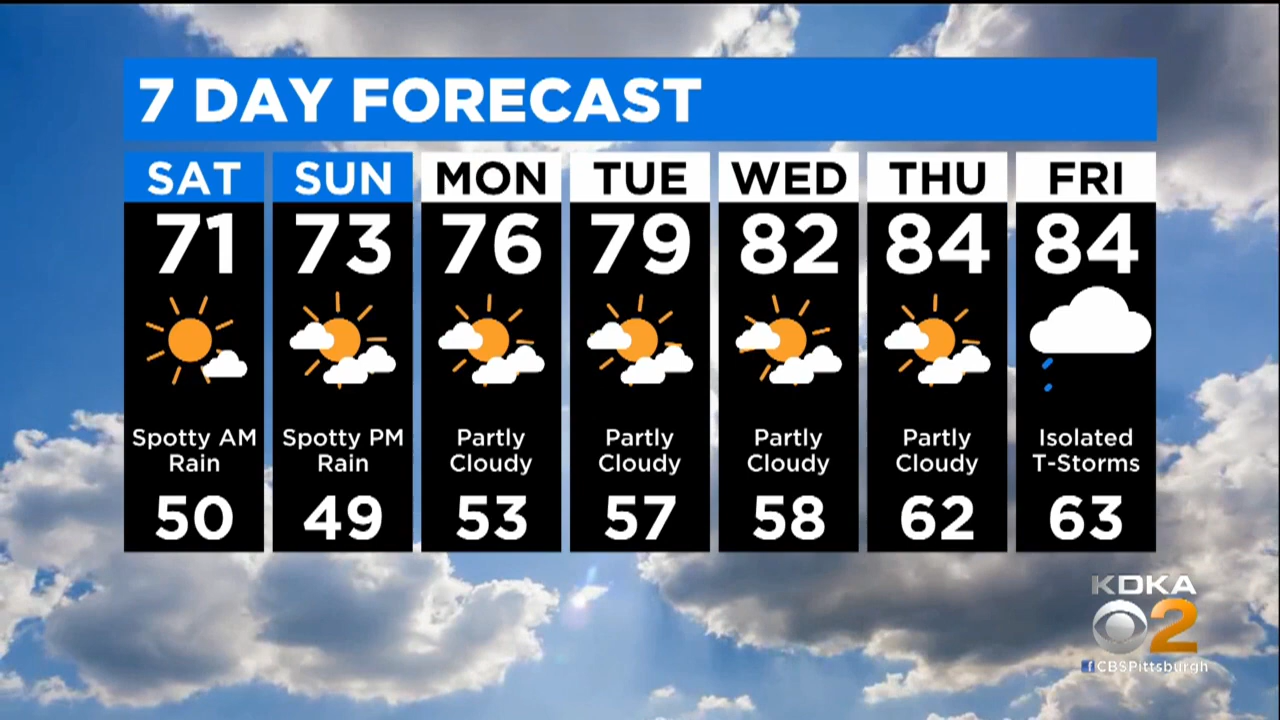 7 DAY FORECAST
SAT SUN MON TUE WED THU FRI
71 73 76 79 82 84 84
Spotty AM Spotty PM Partly Partly Partly Partly Isolated
Rain Rain Cloudy Cloudy Cloudy Cloudy T-Storms
50 49 53 57 58 62 63
KDKA
2
f CBSPittsburgh